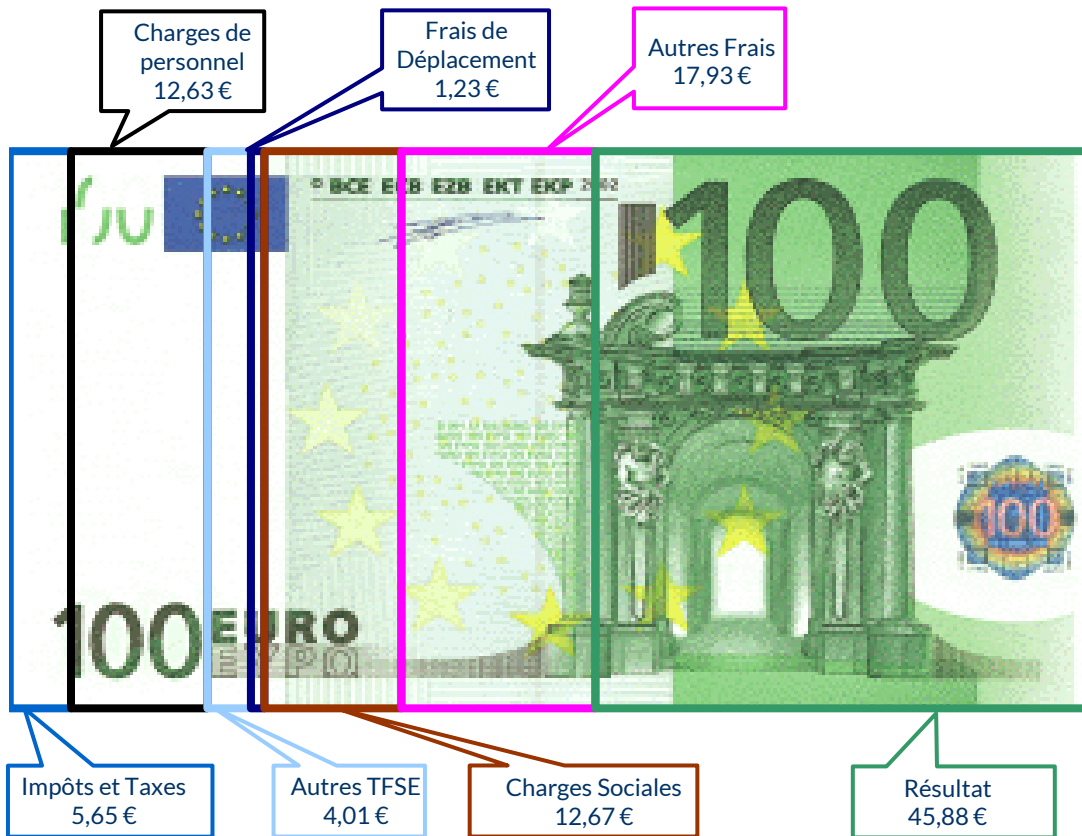 Charges de
personnel
12,63 €
Frais de
Déplacement
1,23 €
Autres Frais
17,93 €
© BCE ECB EZB EKT EKP 2002
100
100
100 EURO
ΕΥΡΩ
Impôts et Taxes
5,65 €
Autres TFSE
4,01 €
Charges Sociales
12,67 €
Résultat
45,88 €